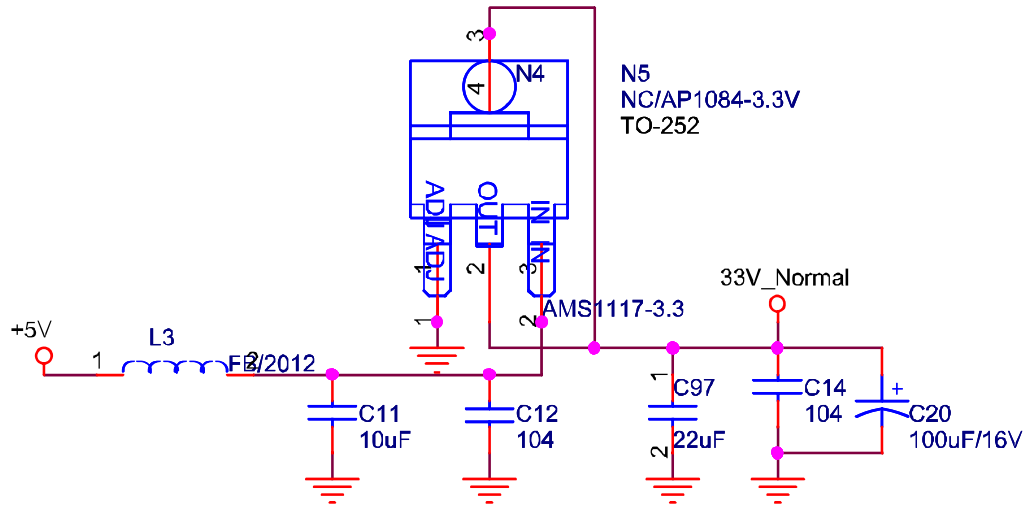 3
N4
4
N5
NC/AP1084-3.3V
TO-252
ADJ
ADJ
OUT
IN
IN
1
2
3
1
2
AMS1117-3.3
33V_Normal
+5V
1
L3
2
FB/2012
C11
10uF
C12
104
1
C97
2
22uF
C14
104
+
C20
100uF/16V